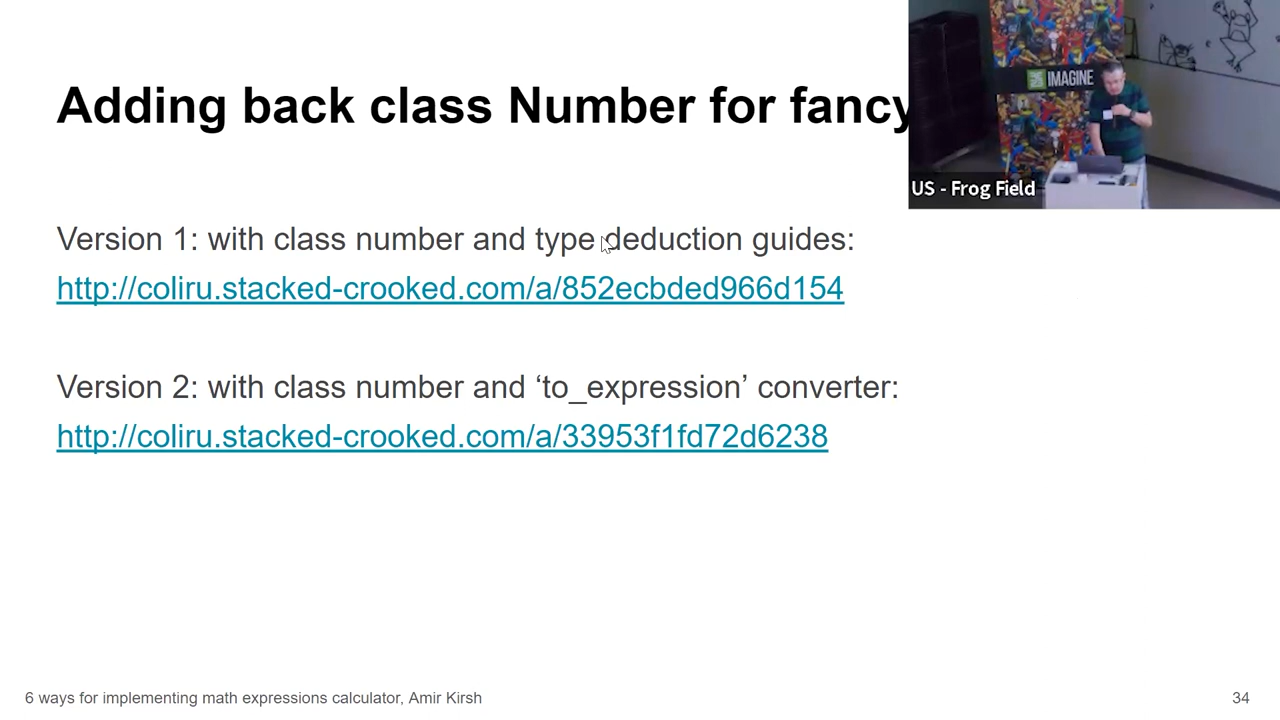 Adding back class Number for fancy
IMAGINE
US - Frog Field
Version 1: with class number and type deduction guides:
http://coliru.stacked-crooked.com/a/852ecbded966d154
Version 2: with class number and ‘to_expression’ converter:
http://coliru.stacked-crooked.com/a/33953f1fd72d6238
6 ways for implementing math expressions calculator, Amir Kirsh
34